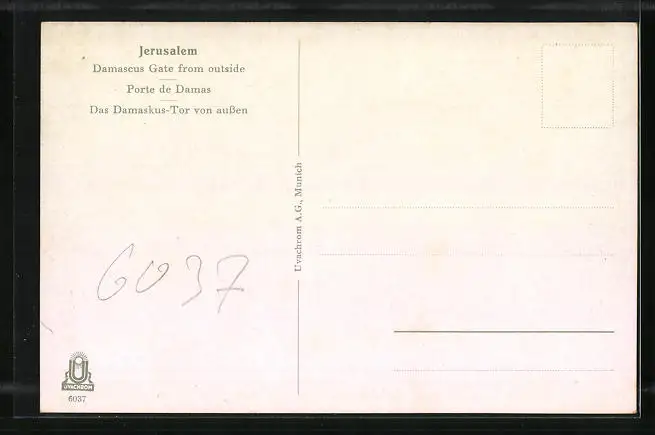 Jerusalem
Damascus Gate from outside
Porte de Damas
Das Damaskus-Tor von außen
Uvachrom A.G., Munich
6037
U
UVACHROM
6037